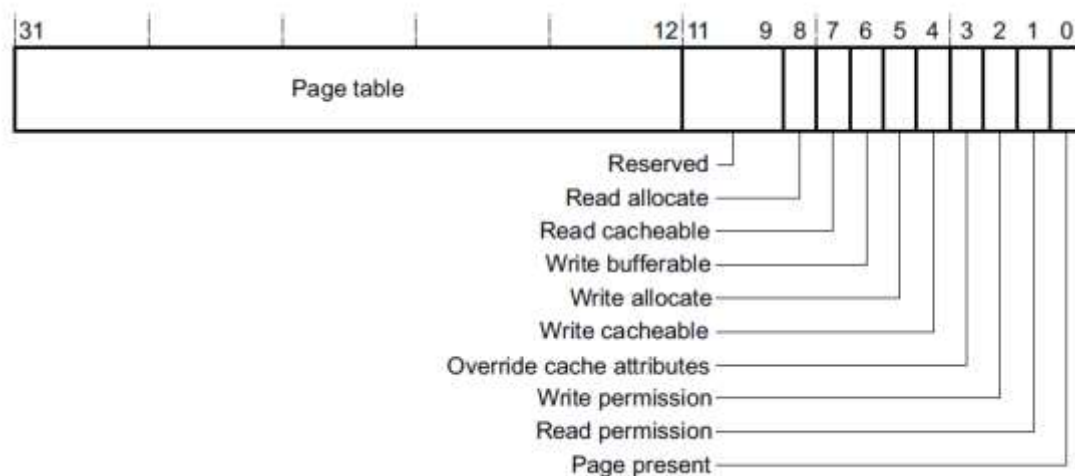 31 12 11 9 8 7 6 5 4 3 2 1 0
Page table
Reserved
Read allocate
Read cacheable
Write bufferable
Write allocate
Write cacheable
Override cache attributes
Write permission
Read permission
Page present